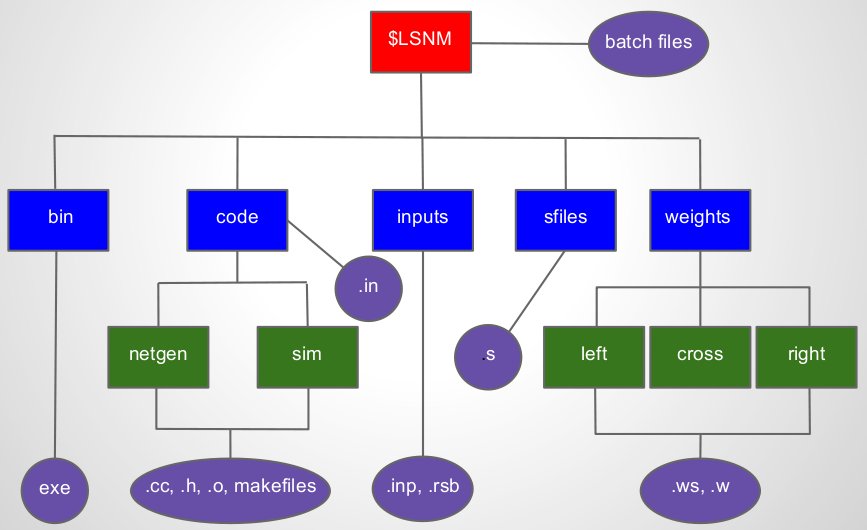 $LSNM
batch files
bin
code
inputs
sfiles
weights
.in
netgen
sim
.s
left
cross
right
exe
.cc, .h, .o, makefiles
.inp, .rsb
.ws, .w